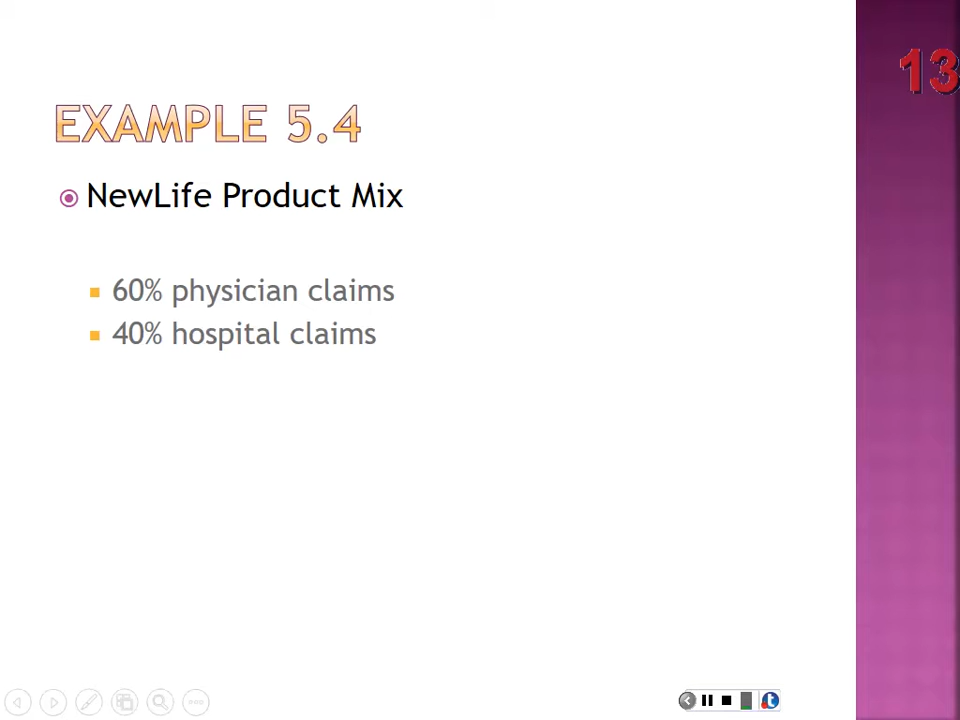 13
EXAMPLE 5.4
NewLife Product Mix
60% physician claims
40% hospital claims